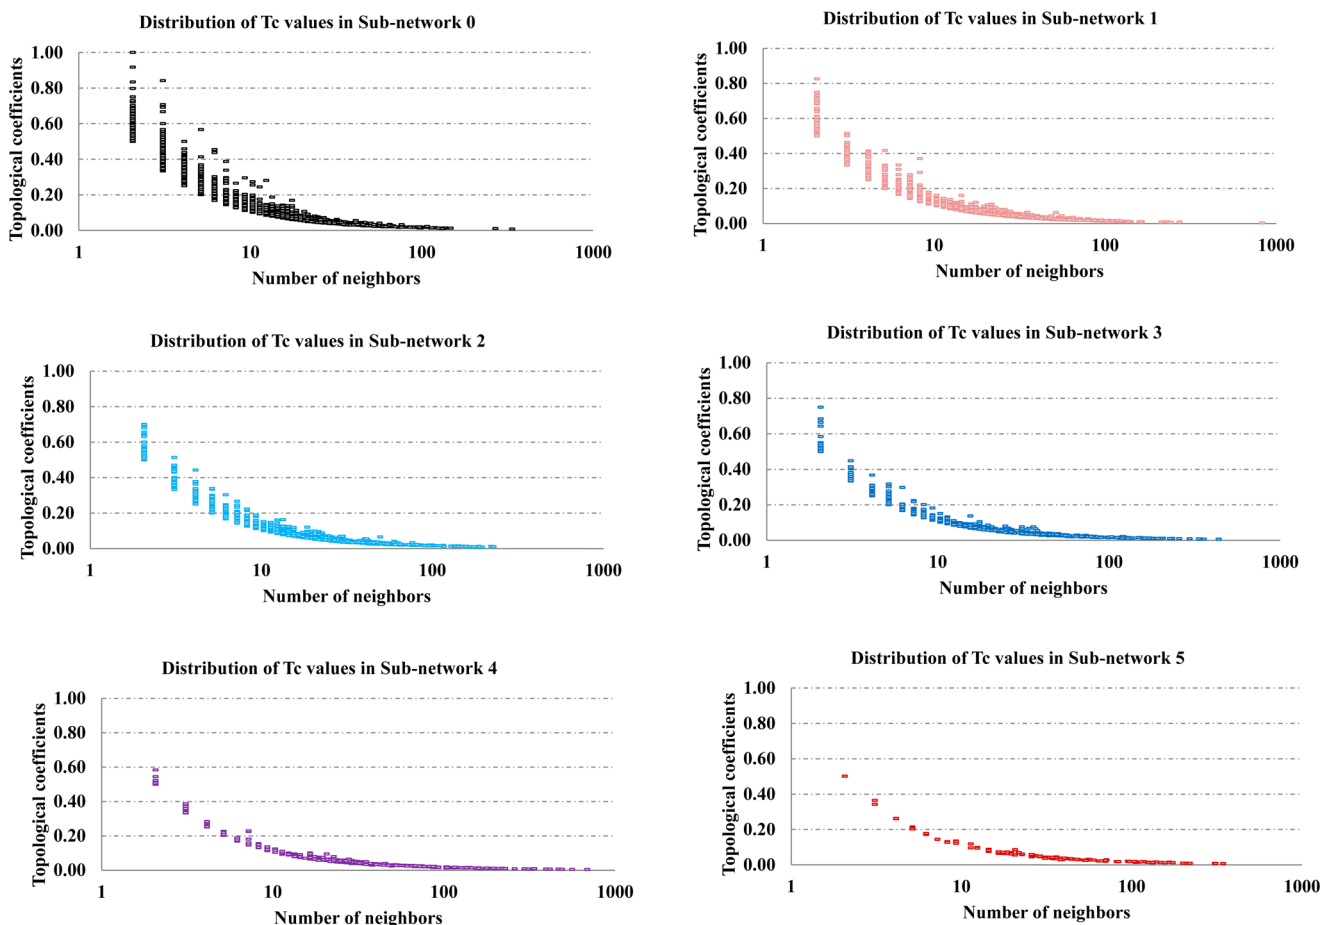 Distribution of Tc values in Sub-network 0
Topological coefficients
1.00
0.80
0.60
0.40
0.20
0.00
1 10 100 1000
Number of neighbors
Distribution of Tc values in Sub-network 1
Topological coefficients
1.00
0.80
0.60
0.40
0.20
0.00
1 10 100 1000
Number of neighbors
Distribution of Tc values in Sub-network 2
Topological coefficients
1.00
0.80
0.60
0.40
0.20
0.00
1 10 100 1000
Number of neighbors
Distribution of Tc values in Sub-network 3
Topological coefficients
1.00
0.80
0.60
0.40
0.20
0.00
1 10 100 1000
Number of neighbors
Distribution of Tc values in Sub-network 4
Topological coefficients
1.00
0.80
0.60
0.40
0.20
0.00
1 10 100 1000
Number of neighbors
Distribution of Tc values in Sub-network 5
Topological coefficients
1.00
0.80
0.60
0.40
0.20
0.00
1 10 100 1000
Number of neighbors